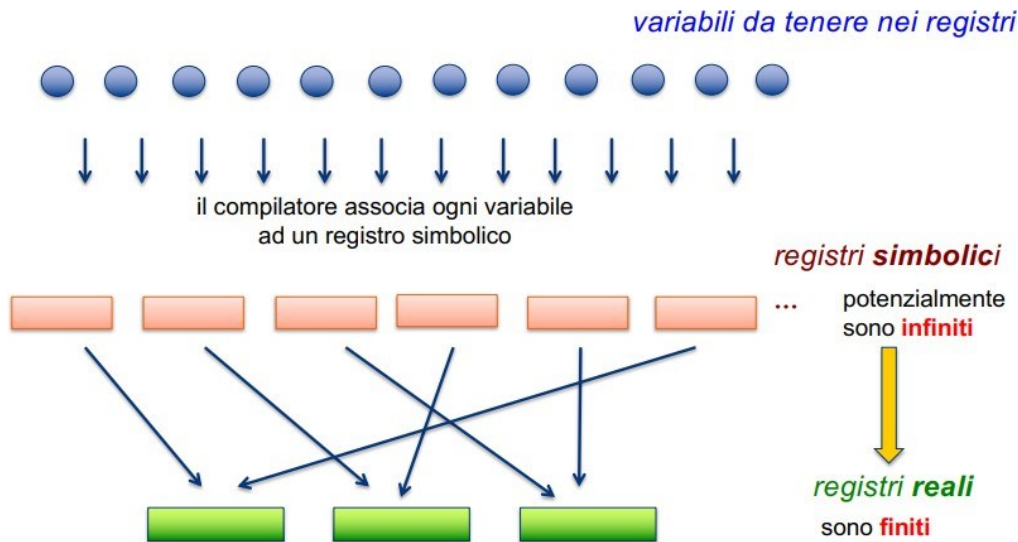 variabili da tenere nei registri
il compilatore associa ogni variabile
ad un registro simbolico
registri simbolici
...
potenzialmente
sono infiniti
registri reali
sono finiti